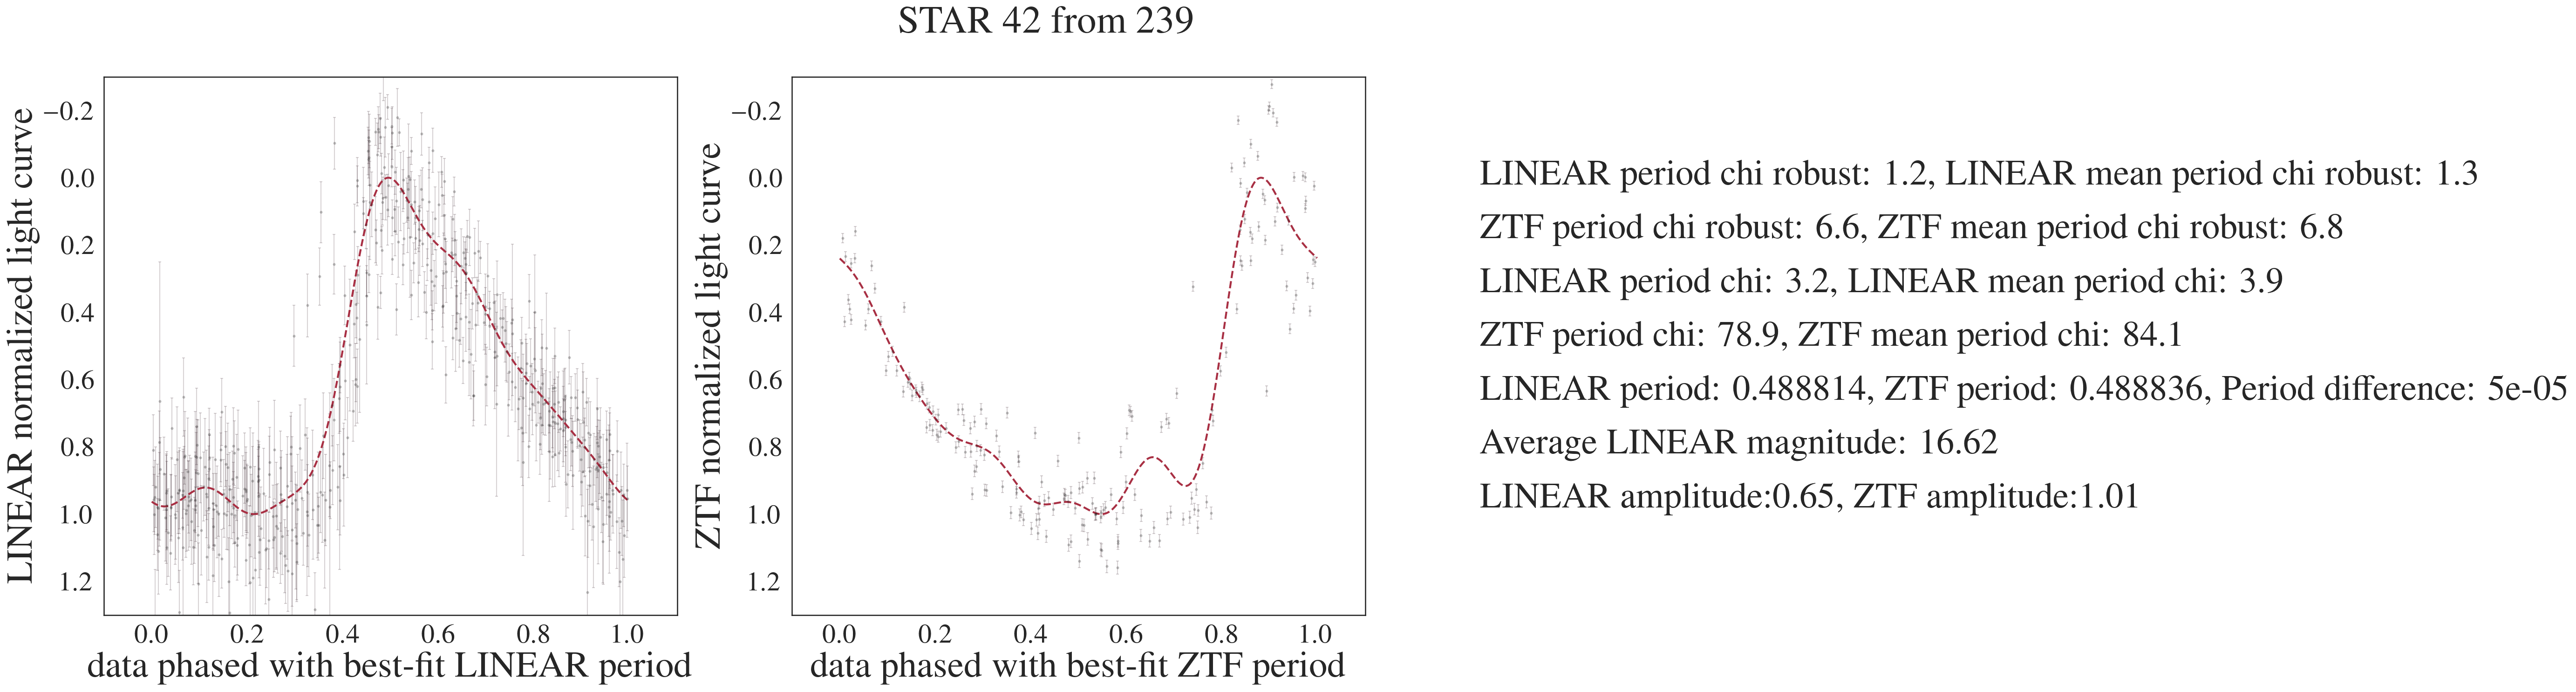 STAR 42 from 239
LINEAR normalized light curve
−0.2
0.0
0.2
0.4
0.6
0.8
1.0
1.2
0.0 0.2 0.4 0.6 0.8 1.0
data phased with best-fit LINEAR period
ZTF normalized light curve
−0.2
0.0
0.2
0.4
0.6
0.8
1.0
1.2
0.0 0.2 0.4 0.6 0.8 1.0
data phased with best-fit ZTF period
LINEAR period chi robust: 1.2, LINEAR mean period chi robust: 1.3
ZTF period chi robust: 6.6, ZTF mean period chi robust: 6.8
LINEAR period chi: 3.2, LINEAR mean period chi: 3.9
ZTF period chi: 78.9, ZTF mean period chi: 84.1
LINEAR period: 0.488814, ZTF period: 0.488836, Period difference: 5e-05
Average LINEAR magnitude: 16.62
LINEAR amplitude:0.65, ZTF amplitude:1.01